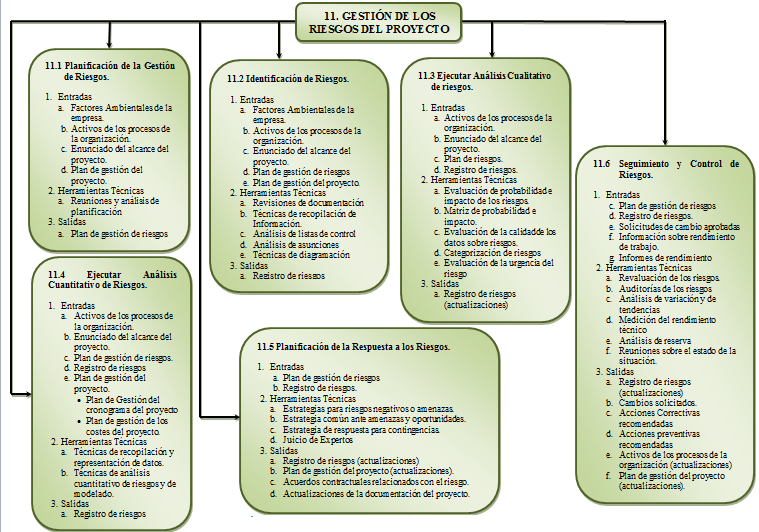 11. GESTIÓN DE LOS
RIESGOS DEL PROYECTO
11.1 Planificación de la Gestión
de Riesgos.
1. Entradas
a. Factores Ambientales de la
empresa.
b. Activos de los procesos de
la organización.
c. Enunciado del alcance del
proyecto.
d. Plan de gestión del
proyecto.
2. Herramientas Técnicas
a. Reuniones y análisis de
planificación
3. Salidas
a. Plan de gestión de riesgos
11.2 Identificación de Riesgos.
1. Entradas
a. Factores Ambientales de la
empresa.
b. Activos de los procesos de la
organización.
c. Enunciado del alcance del
proyecto.
d. Plan de gestión de riesgos
e. Plan de gestión del proyecto.
2. Herramientas Técnicas
a. Revisiones de documentación
b. Técnicas de recopilación de
Información.
c. Análisis de listas de control
d. Análisis de asunciones
e. Técnicas de diagramación
3. Salidas
a. Registro de riesgos
11.3 Ejecutar Análisis Cualitativo
de riesgos.
1. Entradas
a. Activos de los procesos de la
organización.
b. Enunciado del alcance del
proyecto.
c. Plan de riesgos.
d. Registro de riesgos.
2. Herramientas Técnicas
a. Evaluación de probabilidad e
impacto de los riesgos.
b. Matriz de probabilidad e
impacto.
c. Evaluación de la calidad de los
datos sobre riesgos.
d. Categorización de riesgos
e. Evaluación de la urgencia del
riesgo
3. Salidas
a. Registro de riesgos
(actualizaciones)
11.4 Ejecutar Análisis
Cuantitativo de Riesgos.
1. Entradas
a. Activos de los procesos de
la organización.
b. Enunciado del alcance del
proyecto.
c. Plan de gestión de riesgos.
d. Registro de riesgos
e. Plan de gestión del
proyecto.
• Plan de Gestión del
cronograma del proyecto
• Plan de gestión de los
costes del proyecto.
2. Herramientas Técnicas
a. Técnicas de recopilación y
representación de datos.
b. Técnicas de análisis
cuantitativo de riesgos y de
modelado.
3. Salidas
a. Registro de riesgos
11.5 Planificación de la Respuesta a los Riesgos.
1. Entradas
a. Plan de gestión de riesgos
b. Registro de riesgos.
2. Herramientas Técnicas
a. Estrategias para riesgos negativos o amenazas.
b. Estrategia común ante amenazas y oportunidades.
c. Estrategia de respuesta para contingencias.
d. Juicio de Expertos
3. Salidas
a. Registro de riesgos (actualizaciones)
b. Plan de gestión del proyecto (actualizaciones).
c. Acuerdos contractuales relacionados con el riesgo.
d. Actualizaciones de la documentación del proyecto.
11.6 Seguimiento y Control de
Riesgos.
1. Entradas
c. Plan de gestión de riesgos
d. Registro de riesgos.
e. Solicitudes de cambio aprobadas
f. Información sobre rendimiento
de trabajo.
g. Informes de rendimiento
2. Herramientas Técnicas
a. Revaluación de los riesgos.
b. Auditorías de los riesgos
c. Análisis de variación y de
tendencias
d. Medición del rendimiento
técnico
e. Análisis de reserva
f. Reuniones sobre el estado de la
situación.
3. Salidas
a. Registro de riesgos
(actualizaciones)
b. Cambios solicitados.
c. Acciones Correctivas
recomendadas
d. Acciones preventivas
recomendadas
e. Activos de los procesos de la
organización (actualizaciones)
f. Plan de gestión del proyecto
(actualizaciones).